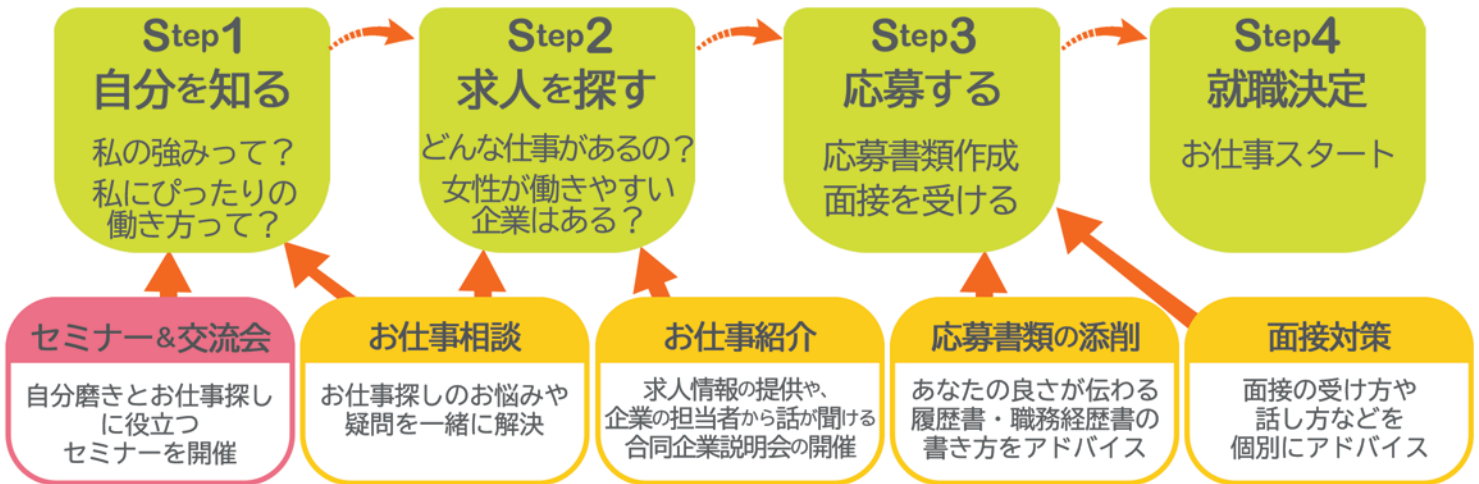 Step1
自分を知る
私の強みって？
私にぴったりの
働き方って？
Step2
求人を探す
どんな仕事があるの？
女性が働きやすい
企業はある？
Step3
応募する
応募書類作成
面接を受ける
Step4
就職決定
お仕事スタート
セミナー&交流会
自分磨きとお仕事探し
に役立つ
セミナーを開催
お仕事相談
お仕事探しのお悩みや
疑問を一緒に解決
お仕事紹介
求人情報の提供や、
企業の担当者から話が聞ける
合同企業説明会の開催
応募書類の添削
あなたの良さが伝わる
履歴書・職務経歴書の
書き方をアドバイス
面接対策
面接の受け方や
話し方などを
個別にアドバイス